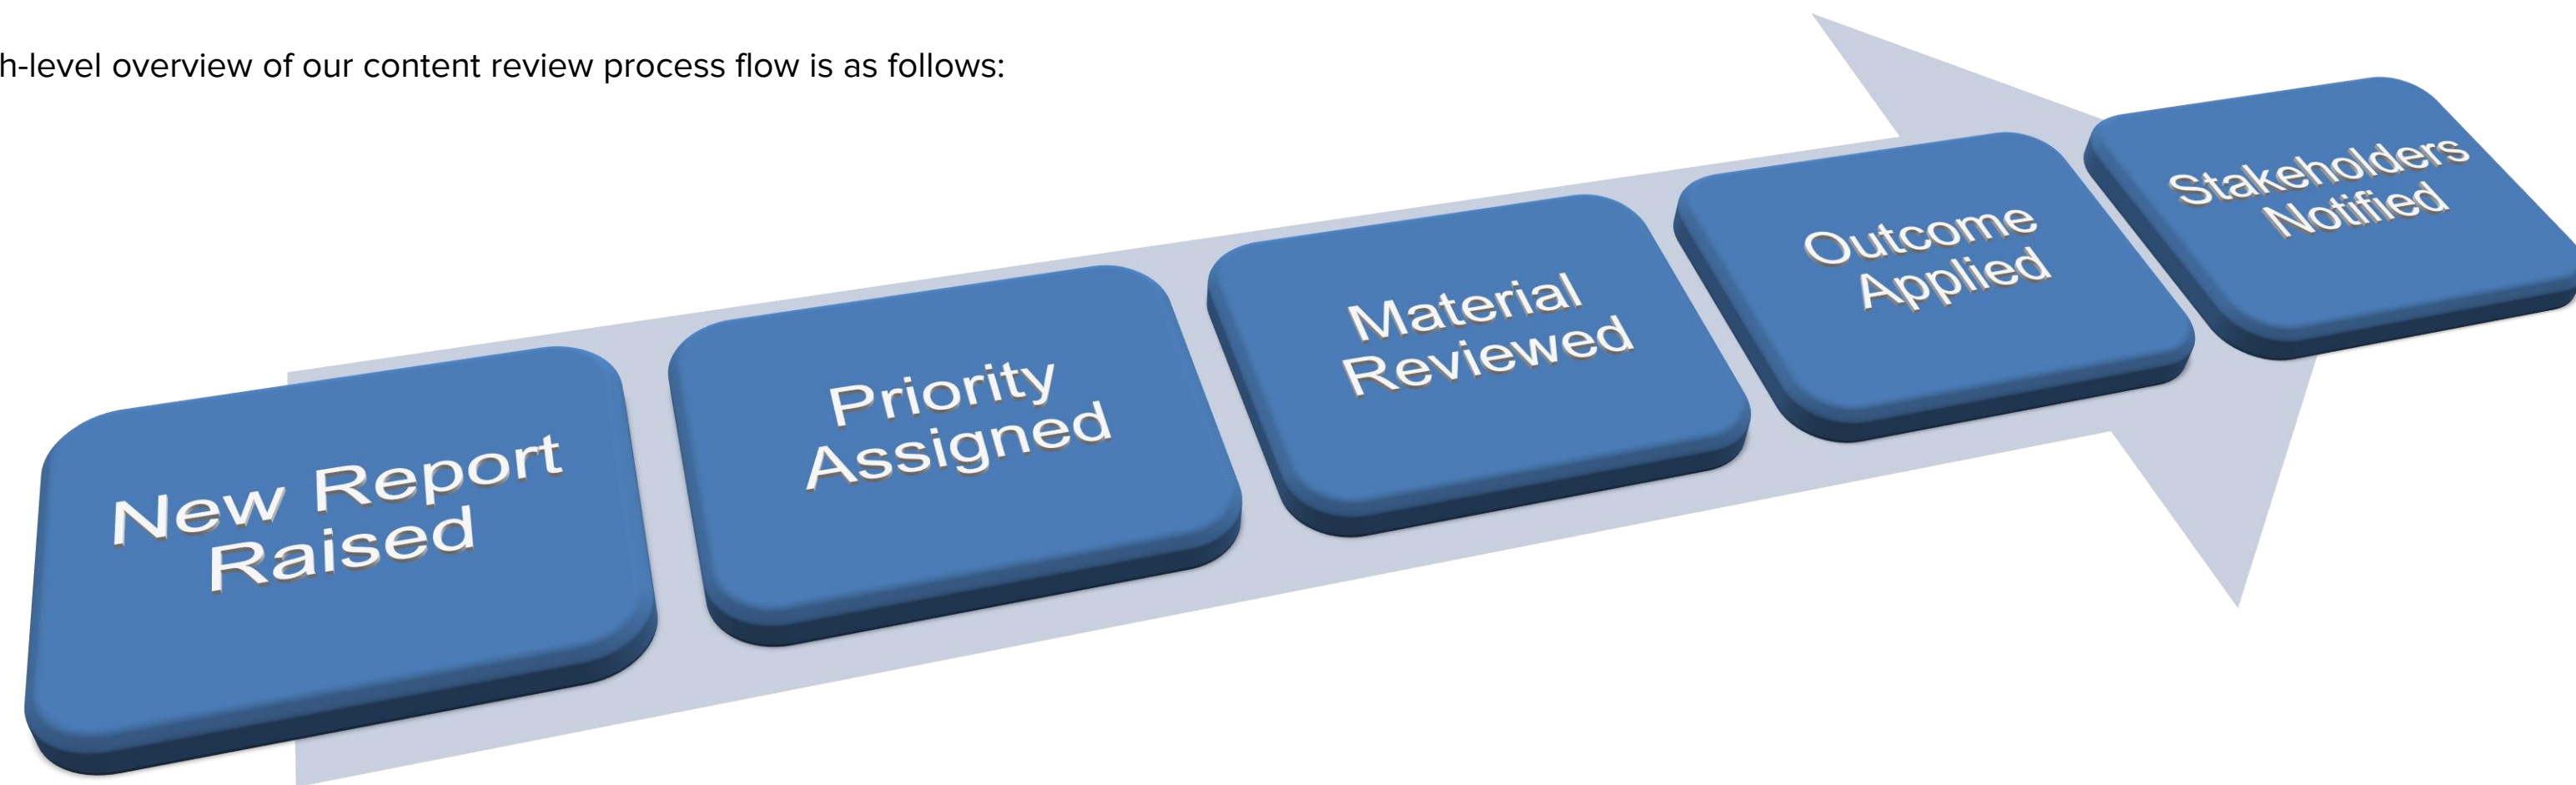 h-level overview of our content review process flow is as follows:
New Report
Raised
Priority
Assigned
Material
Reviewed
Outcome
Applied
Stakeholders
Notified